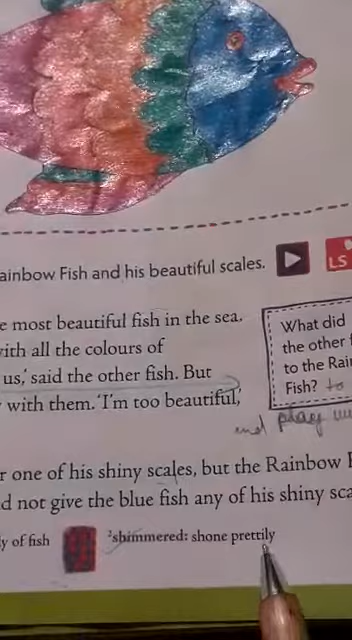 ainbow Fish and his beautiful scales.
LS
e most beautiful fish in the sea.
ith all the colours of
us,' said the other fish. But
with them. 'I'm too beautiful,'
What did
the other f
to the Rai
Fish? to
and play
r one of his shiny scales, but the Rainbow F
d not give the blue fish any of his shiny sca
y of fish
²shimmered: shone prettily